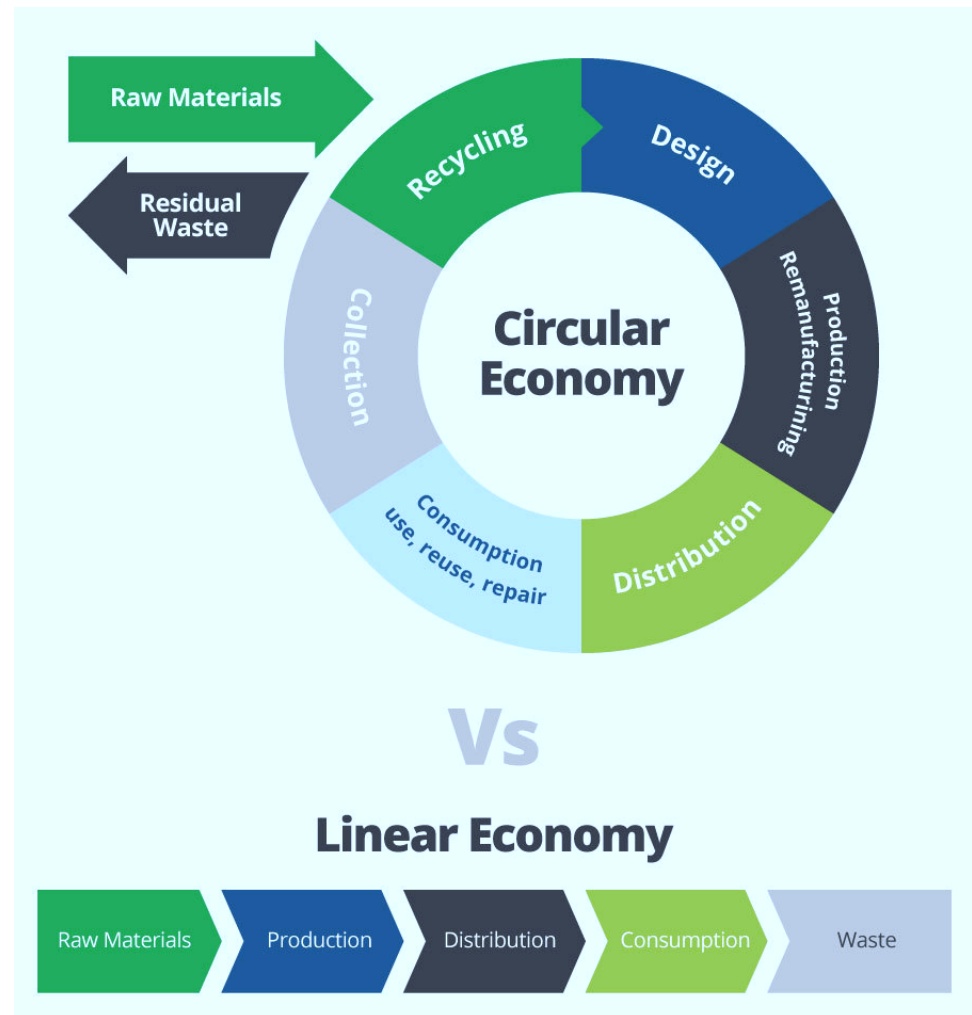 Raw Materials
Residual
Waste
Recycling
Design
Production
Remanufacturining
Distribution
Consumption
use, reuse, repair
Collection
Circular
Economy
Vs
Linear Economy
Raw Materials
Production
Distribution
Consumption
Waste